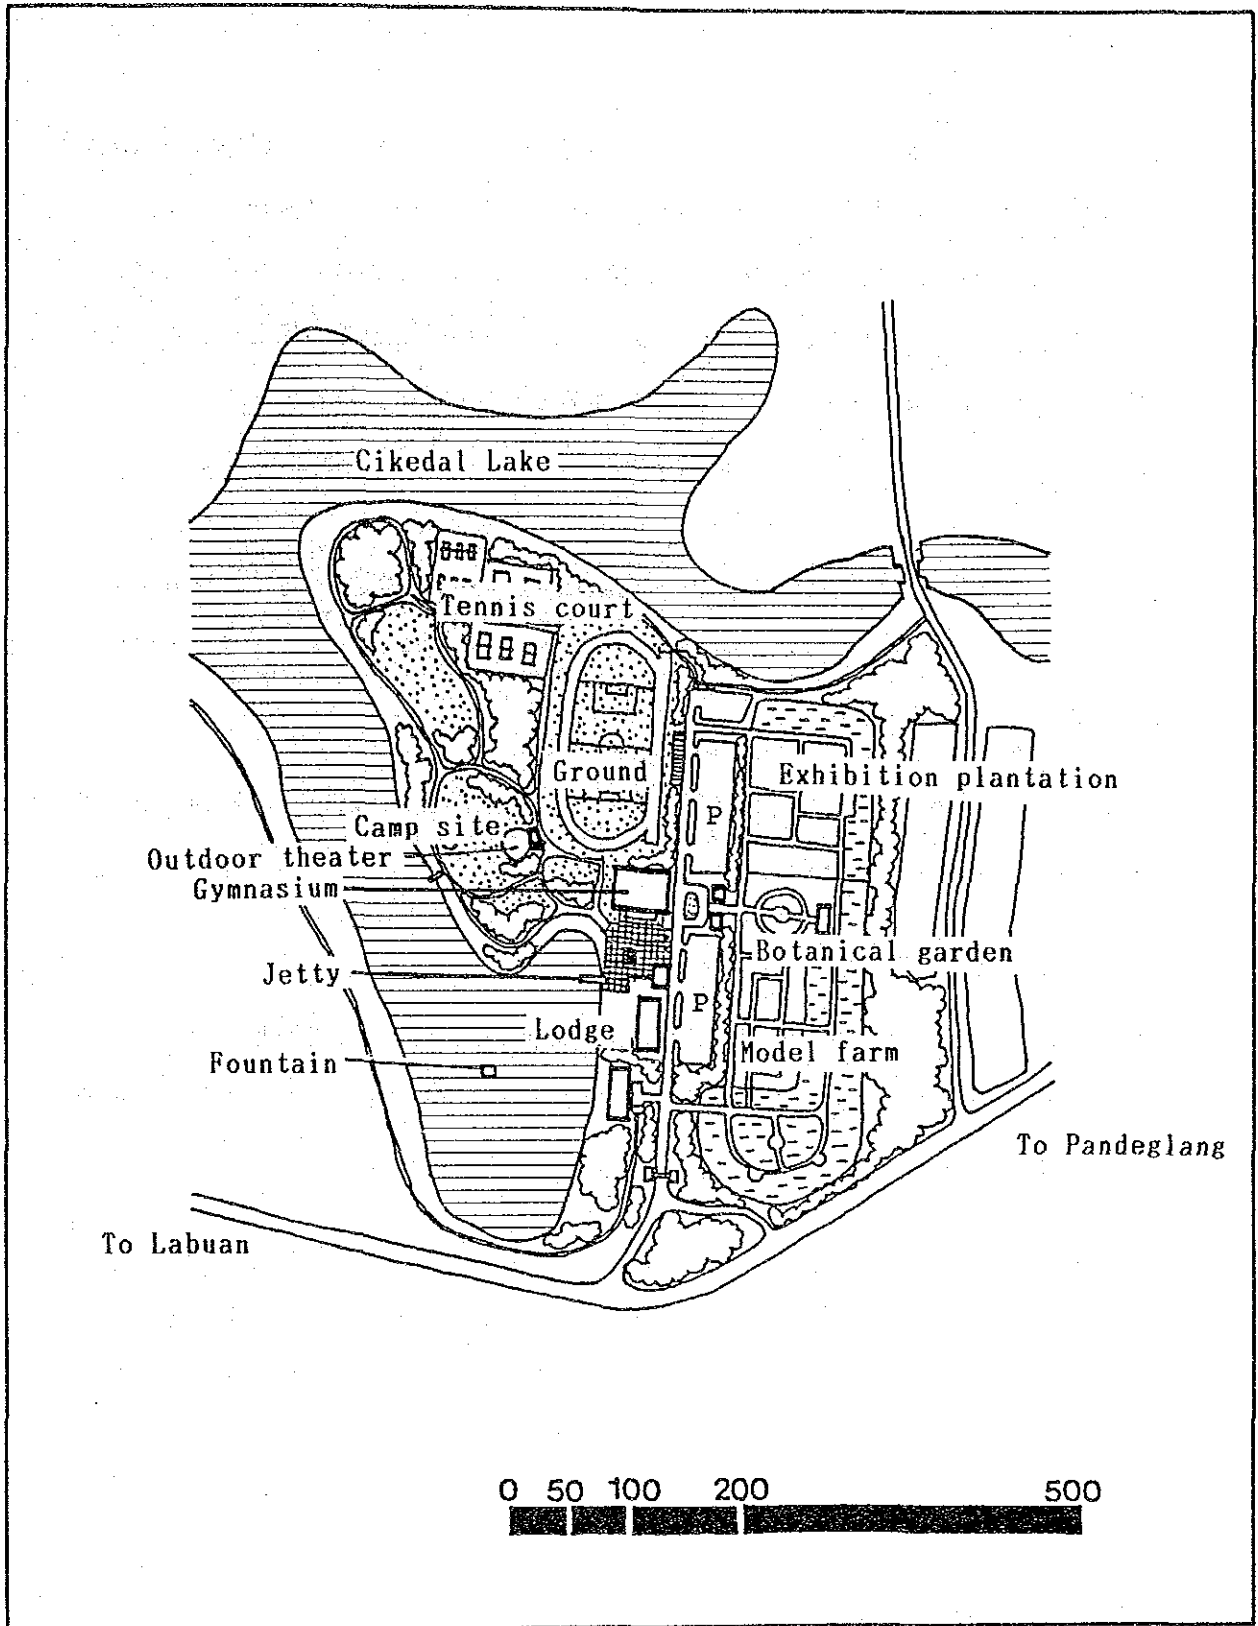 Cikedal Lake
Tennis court
Ground
Exhibition plantation
P
Camp site
Outdoor theater
Gymnasium
Botanical garden
Jetty
P
Lodge
Model farm
Fountain
To Pandeglang
To Labuan
0 50 100 200 500